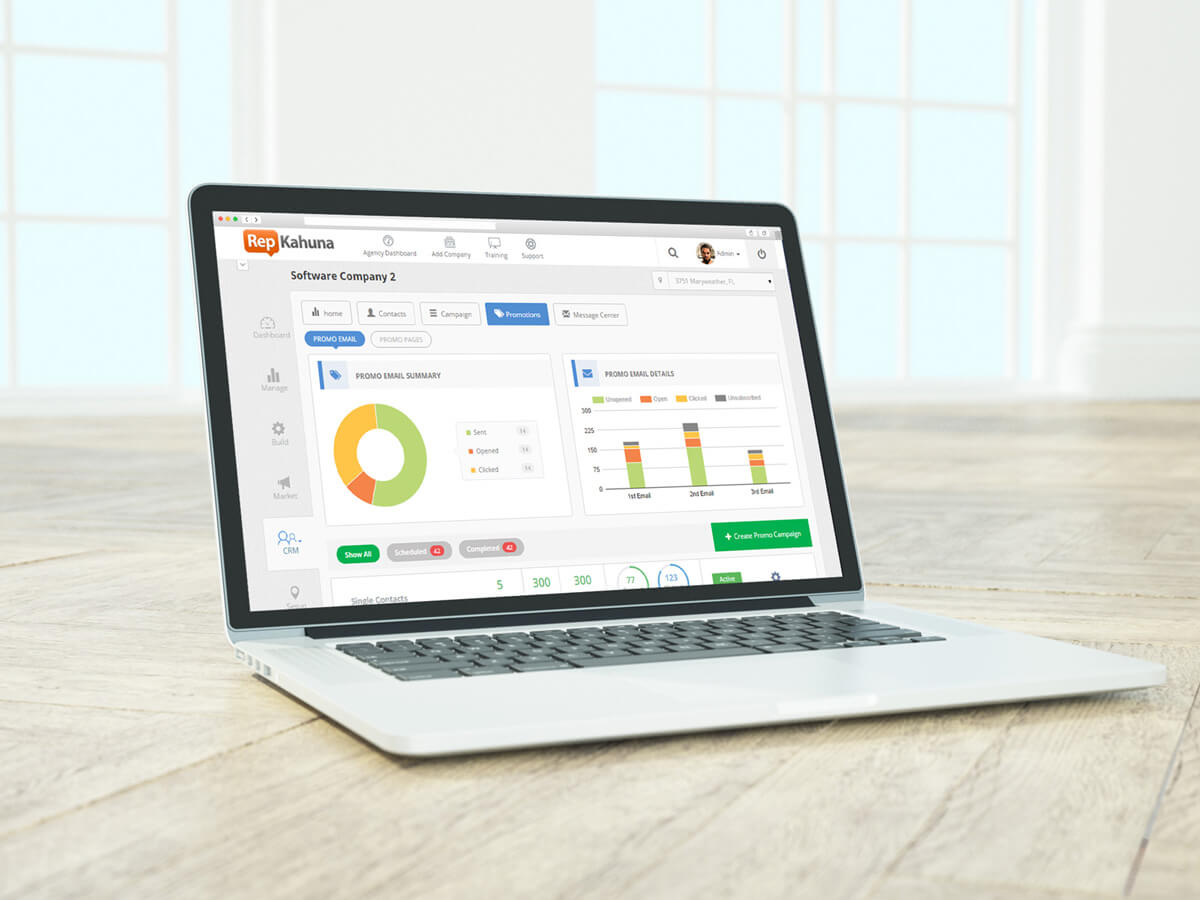 Rep Kahuna
Agency Dashboard
Add Company
Training
Support
Admin
Software Company 2
3751 Maryweather, FL
home
Contacts
Campaign
Promotions
Message Center
PROMO EMAIL
PROMO PAGES
Dashboard
Manage
Build
Market
CRM
Setup
PROMO EMAIL SUMMARY
Sent 14
Opened 14
Clicked 14
PROMO EMAIL DETAILS
Unopened Open Clicked Unsubscribed
300
225
150
75
0
1st Email 2nd Email 3rd Email
Show All
Scheduled 42
Completed 42
+ Create Promo Campaign
Single Contacts 5 300 300 77 123 Active